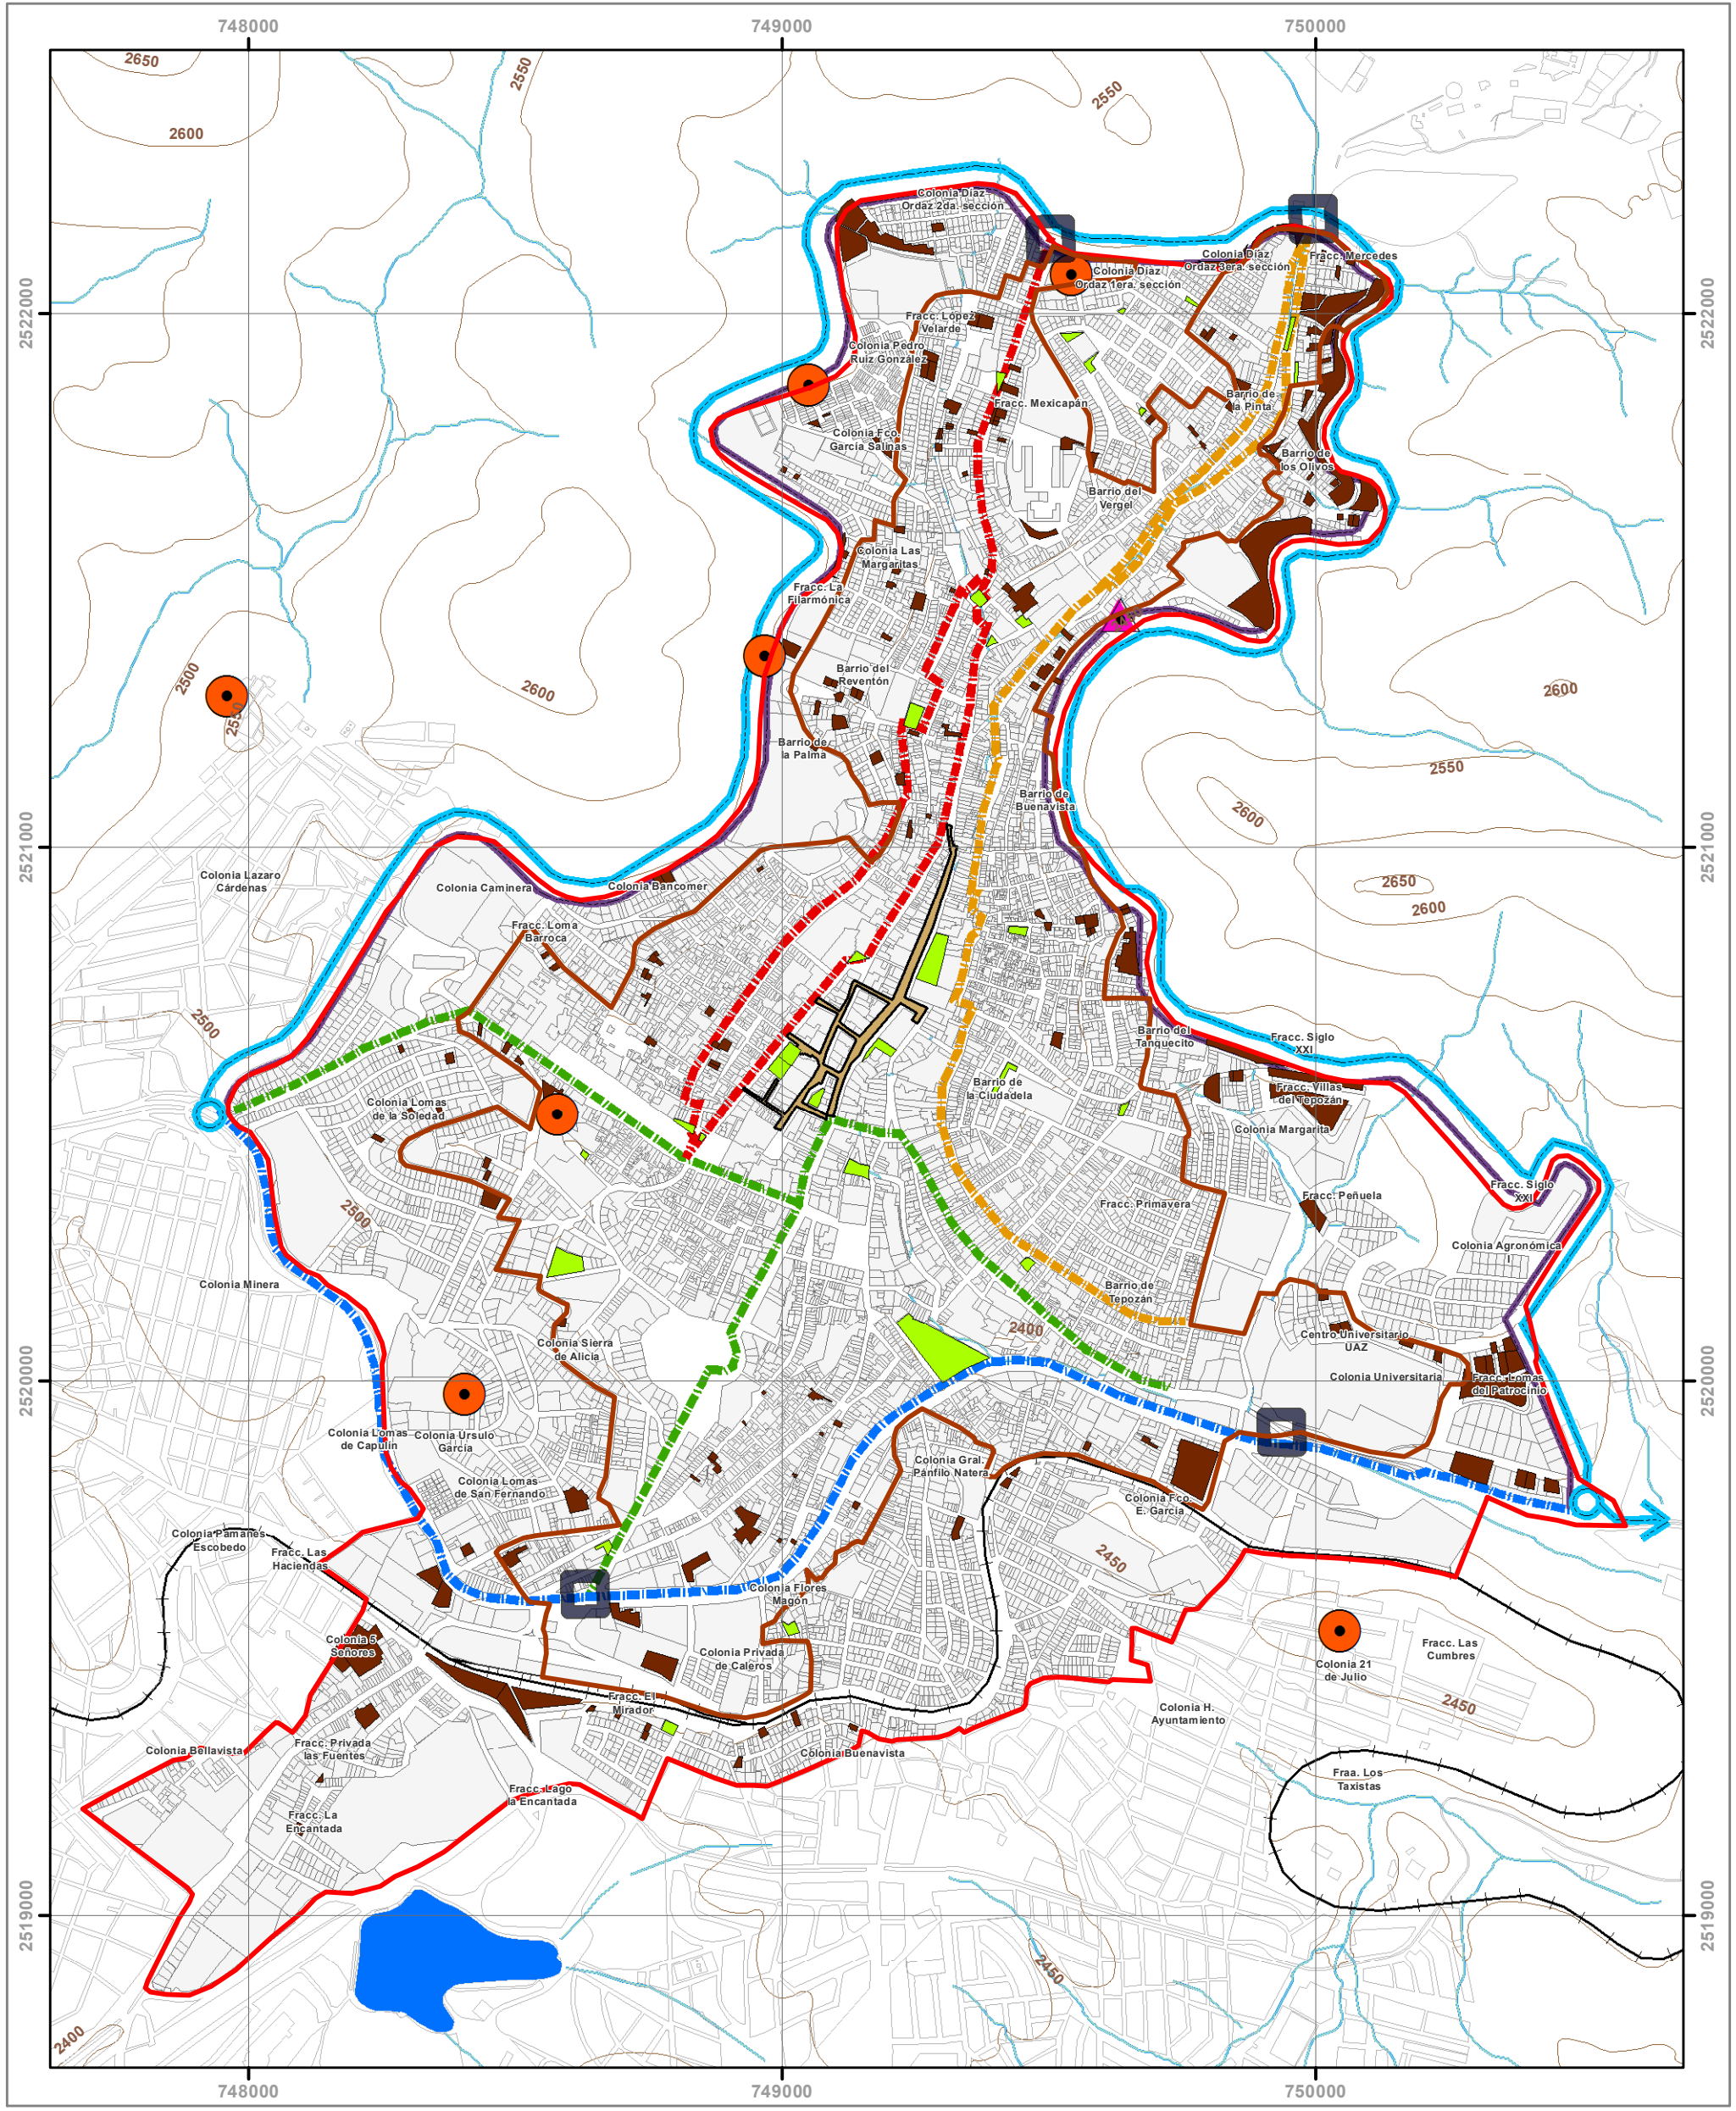 748000
749000
750000
2650
2550
2550
2600
Colonia Díaz
Ordaz 2da. sección
Colonia Díaz
Ordaz 3era. sección
Fracc. Mercedes
Colonia Díaz
Ordaz 1era. sección
2522000
2522000
Fracc. López
Velarde
Colonia Pedro
Ruiz González
Barrio de
la Pinta
Fracc. Mexicapán
Colonia Fco.
García Salinas
Barrio de
los Olivos
Barrio del
Vergel
Colonia Las
Margaritas
Fracc. La
Filarmónica
2500
2550
2600
Barrio del
Reventón
2600
Barrio de
la Palma
2550
Barrio de
Buenavista
2600
2521000
2521000
Colonia Lazaro
Cárdenas
Colonia Caminera
Colonia Bancomer
2650
2600
Fracc. Loma
Barroca
2500
Barrio del
Tanquecito
Fracc. Siglo
XXI
Barrio de
la Ciudadela
Fracc. Villas
del Tepozán
Colonia Lomas
de la Soledad
Colonia Margarita
2500
Fracc. Primavera
Fracc. Peñuela
Fracc. Siglo
XXI
Colonia Agronómica
I
Colonia Minera
Barrio de
Tepozán
2400
Colonia Sierra
de Alicia
Centro Universitario
UAZ
2520000
2520000
Colonia Universitaria
Fracc. Lomas
del Patrocinio
Colonia Lomas
de Capulín
Colonia Ursulo
García
Colonia Gral.
Pánfilo Natera
Colonia Lomas
de San Fernando
Colonia Fco.
E. García
Colonia Pamanes
Escobedo
Fracc. Las
Haciendas
2450
Colonia Flores
Magón
Colonia 5
Señores
Colonia Privada
de Caleros
Colonia 21
de Julio
Fracc. Las
Cumbres
Fracc. El
Mirador
2450
Colonia H.
Ayuntamiento
Colonia Bellavista
Fracc. Privada
las Fuentes
Colonia Buenavista
Fraa. Los
Taxistas
Fracc. Lago
la Encantada
Fracc. La
Encantada
2519000
2519000
2450
2400
748000
749000
750000